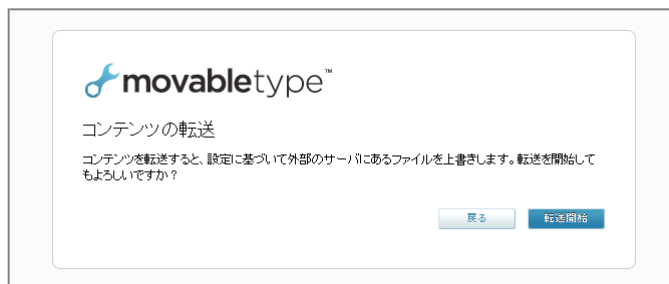 movabletype™
コンテンツの転送
コンテンツを転送すると、設定に基づいて外部のサーバにあるファイルを上書きします。転送を開始して
もよろしいですか？
戻る 転送開始